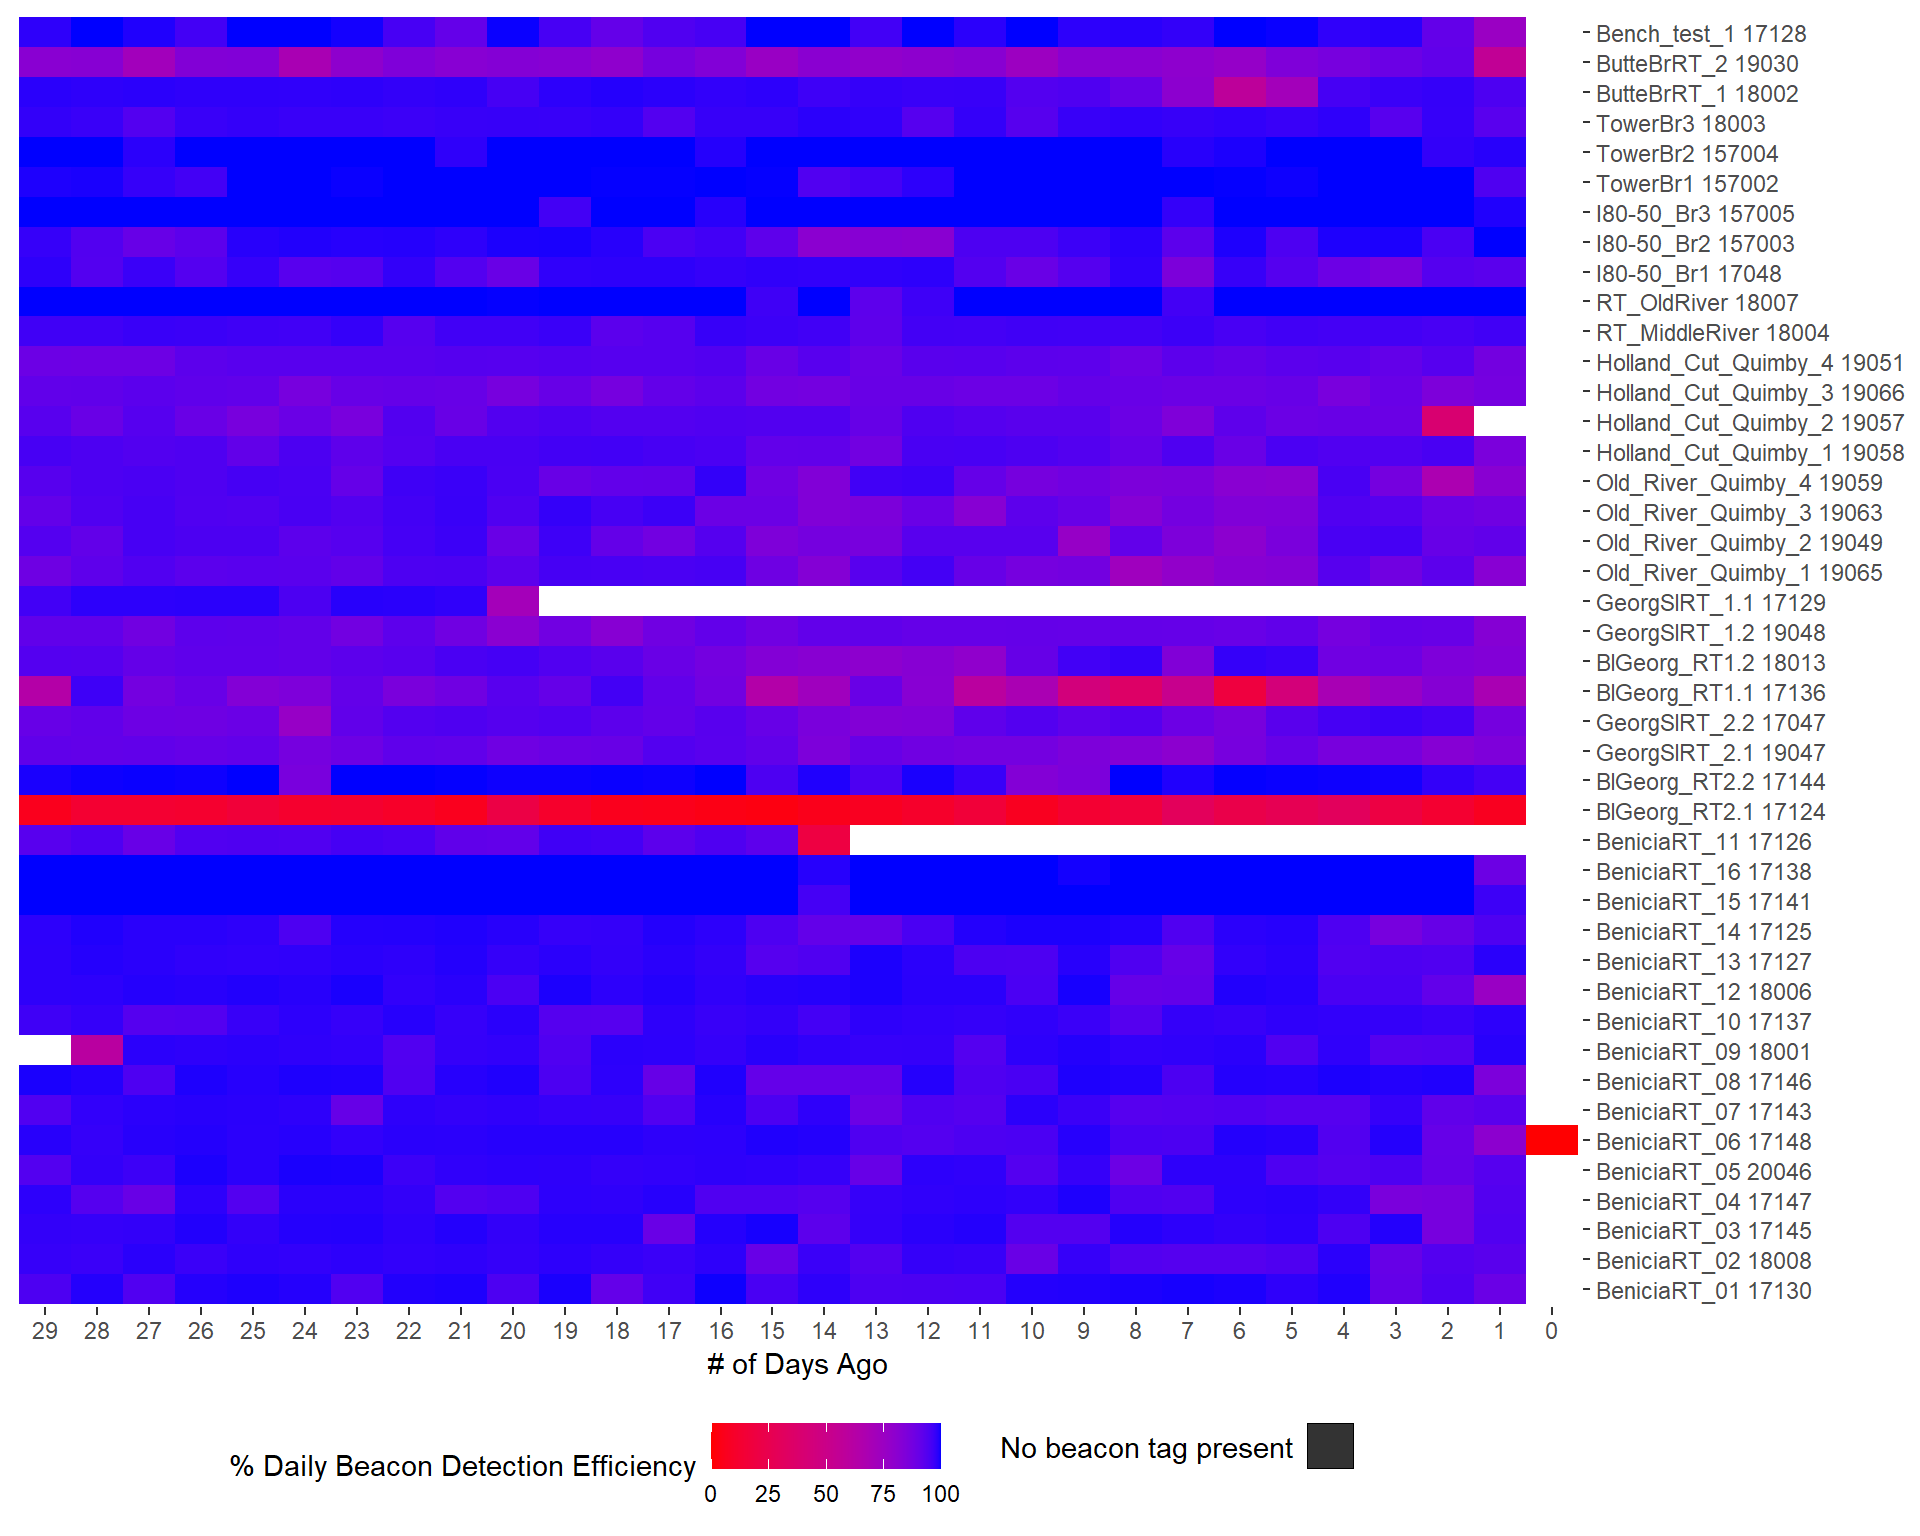 Bench_test_1 17128
ButteBrRT_2 19030
ButteBrRT_1 18002
TowerBr3 18003
TowerBr2 157004
TowerBr1 157002
I80-50_Br3 157005
I80-50_Br2 157003
I80-50_Br1 17048
RT_OldRiver 18007
RT_MiddleRiver 18004
Holland_Cut_Quimby_4 19051
Holland_Cut_Quimby_3 19066
Holland_Cut_Quimby_2 19057
Holland_Cut_Quimby_1 19058
Old_River_Quimby_4 19059
Old_River_Quimby_3 19063
Old_River_Quimby_2 19049
Old_River_Quimby_1 19065
GeorgSlRT_1.1 17129
GeorgSlRT_1.2 19048
BlGeorg_RT1.2 18013
BlGeorg_RT1.1 17136
GeorgSlRT_2.2 17047
GeorgSlRT_2.1 19047
BlGeorg_RT2.2 17144
BlGeorg_RT2.1 17124
BeniciaRT_11 17126
BeniciaRT_16 17138
BeniciaRT_15 17141
BeniciaRT_14 17125
BeniciaRT_13 17127
BeniciaRT_12 18006
BeniciaRT_10 17137
BeniciaRT_09 18001
BeniciaRT_08 17146
BeniciaRT_07 17143
BeniciaRT_06 17148
BeniciaRT_05 20046
BeniciaRT_04 17147
BeniciaRT_03 17145
BeniciaRT_02 18008
BeniciaRT_01 17130
29 28 27 26 25 24 23 22 21 20 19 18 17 16 15 14 13 12 11 10 9 8 7 6 5 4 3 2 1 0
# of Days Ago
% Daily Beacon Detection Efficiency
0 25 50 75 100
No beacon tag present